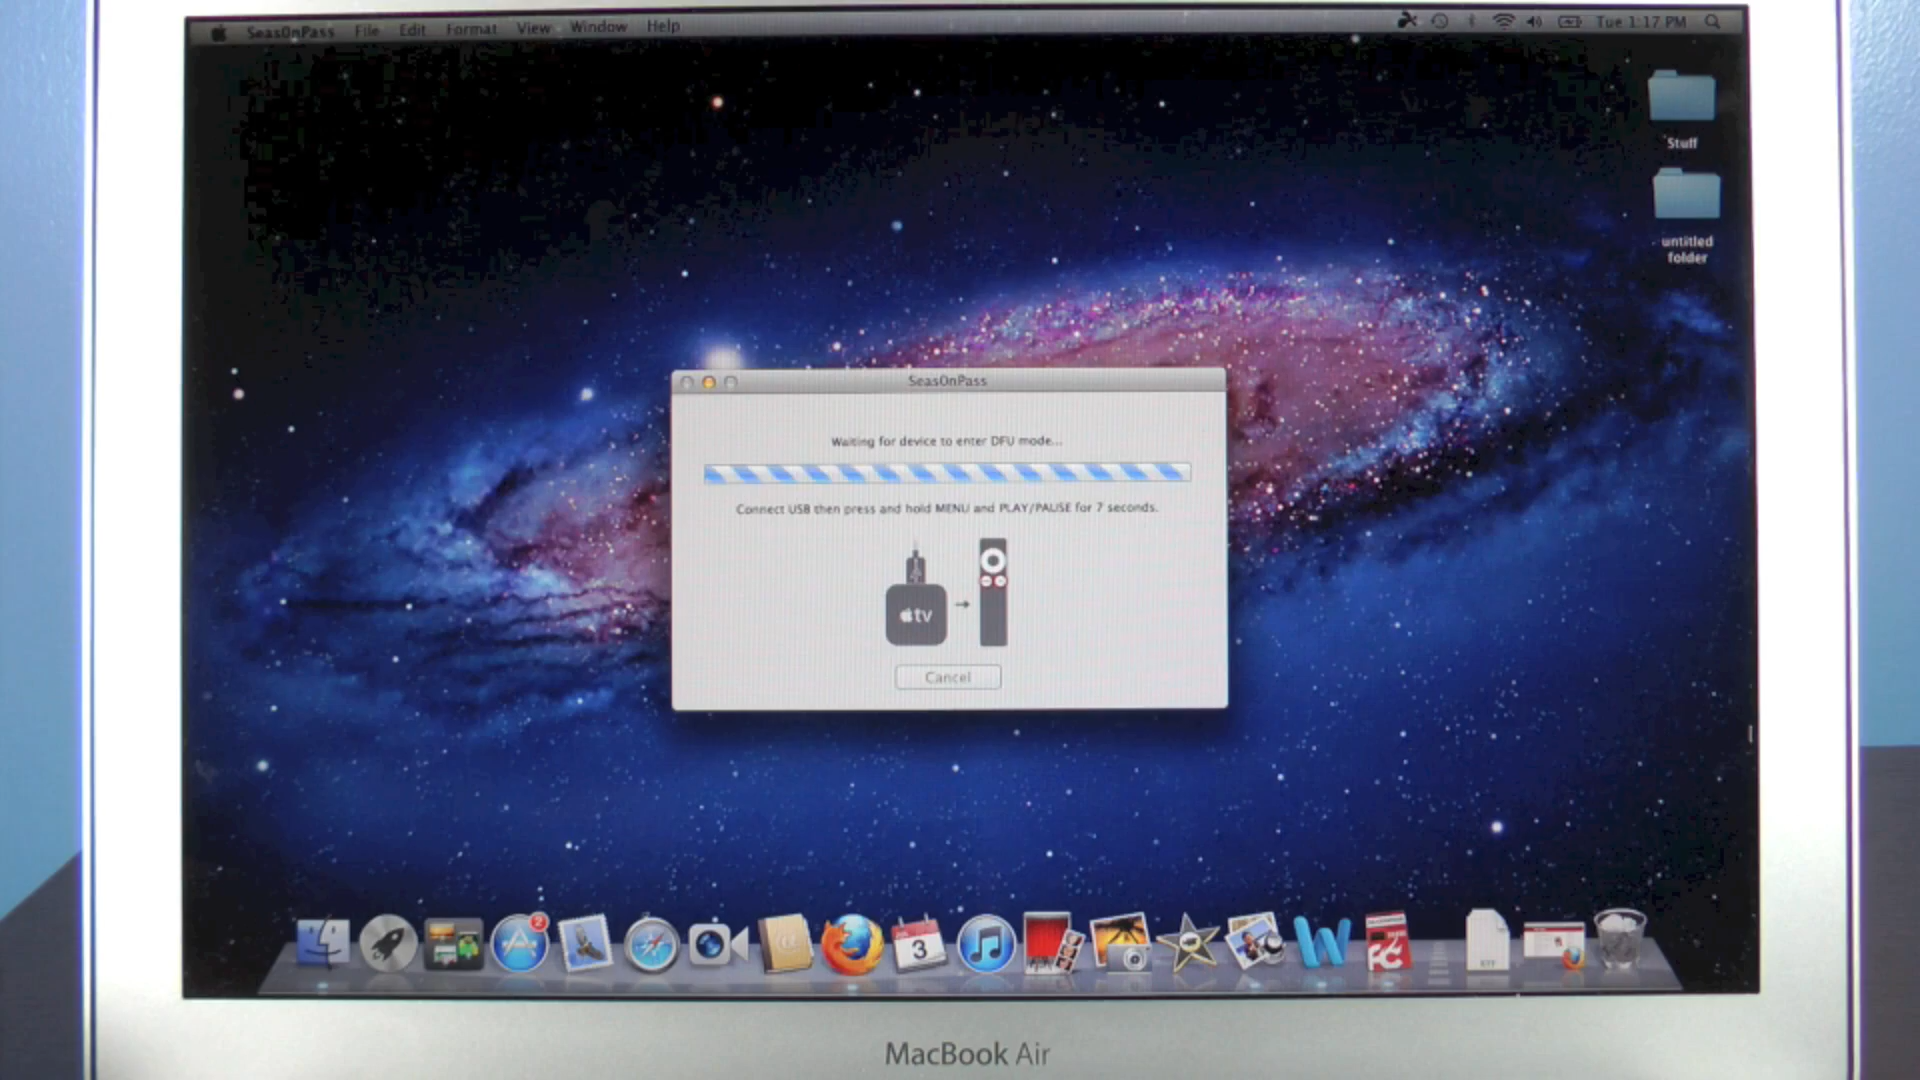 SeasOnPass File Edit Format View Window Help Tue 1:17 PM
Stuff
untitled
folder
SeasOnPass
Waiting for device to enter DFU mode...
Connect USB then press and hold MENU and PLAY/PAUSE for 7 seconds.
tv
Cancel
2
3
RTF
MacBook Air